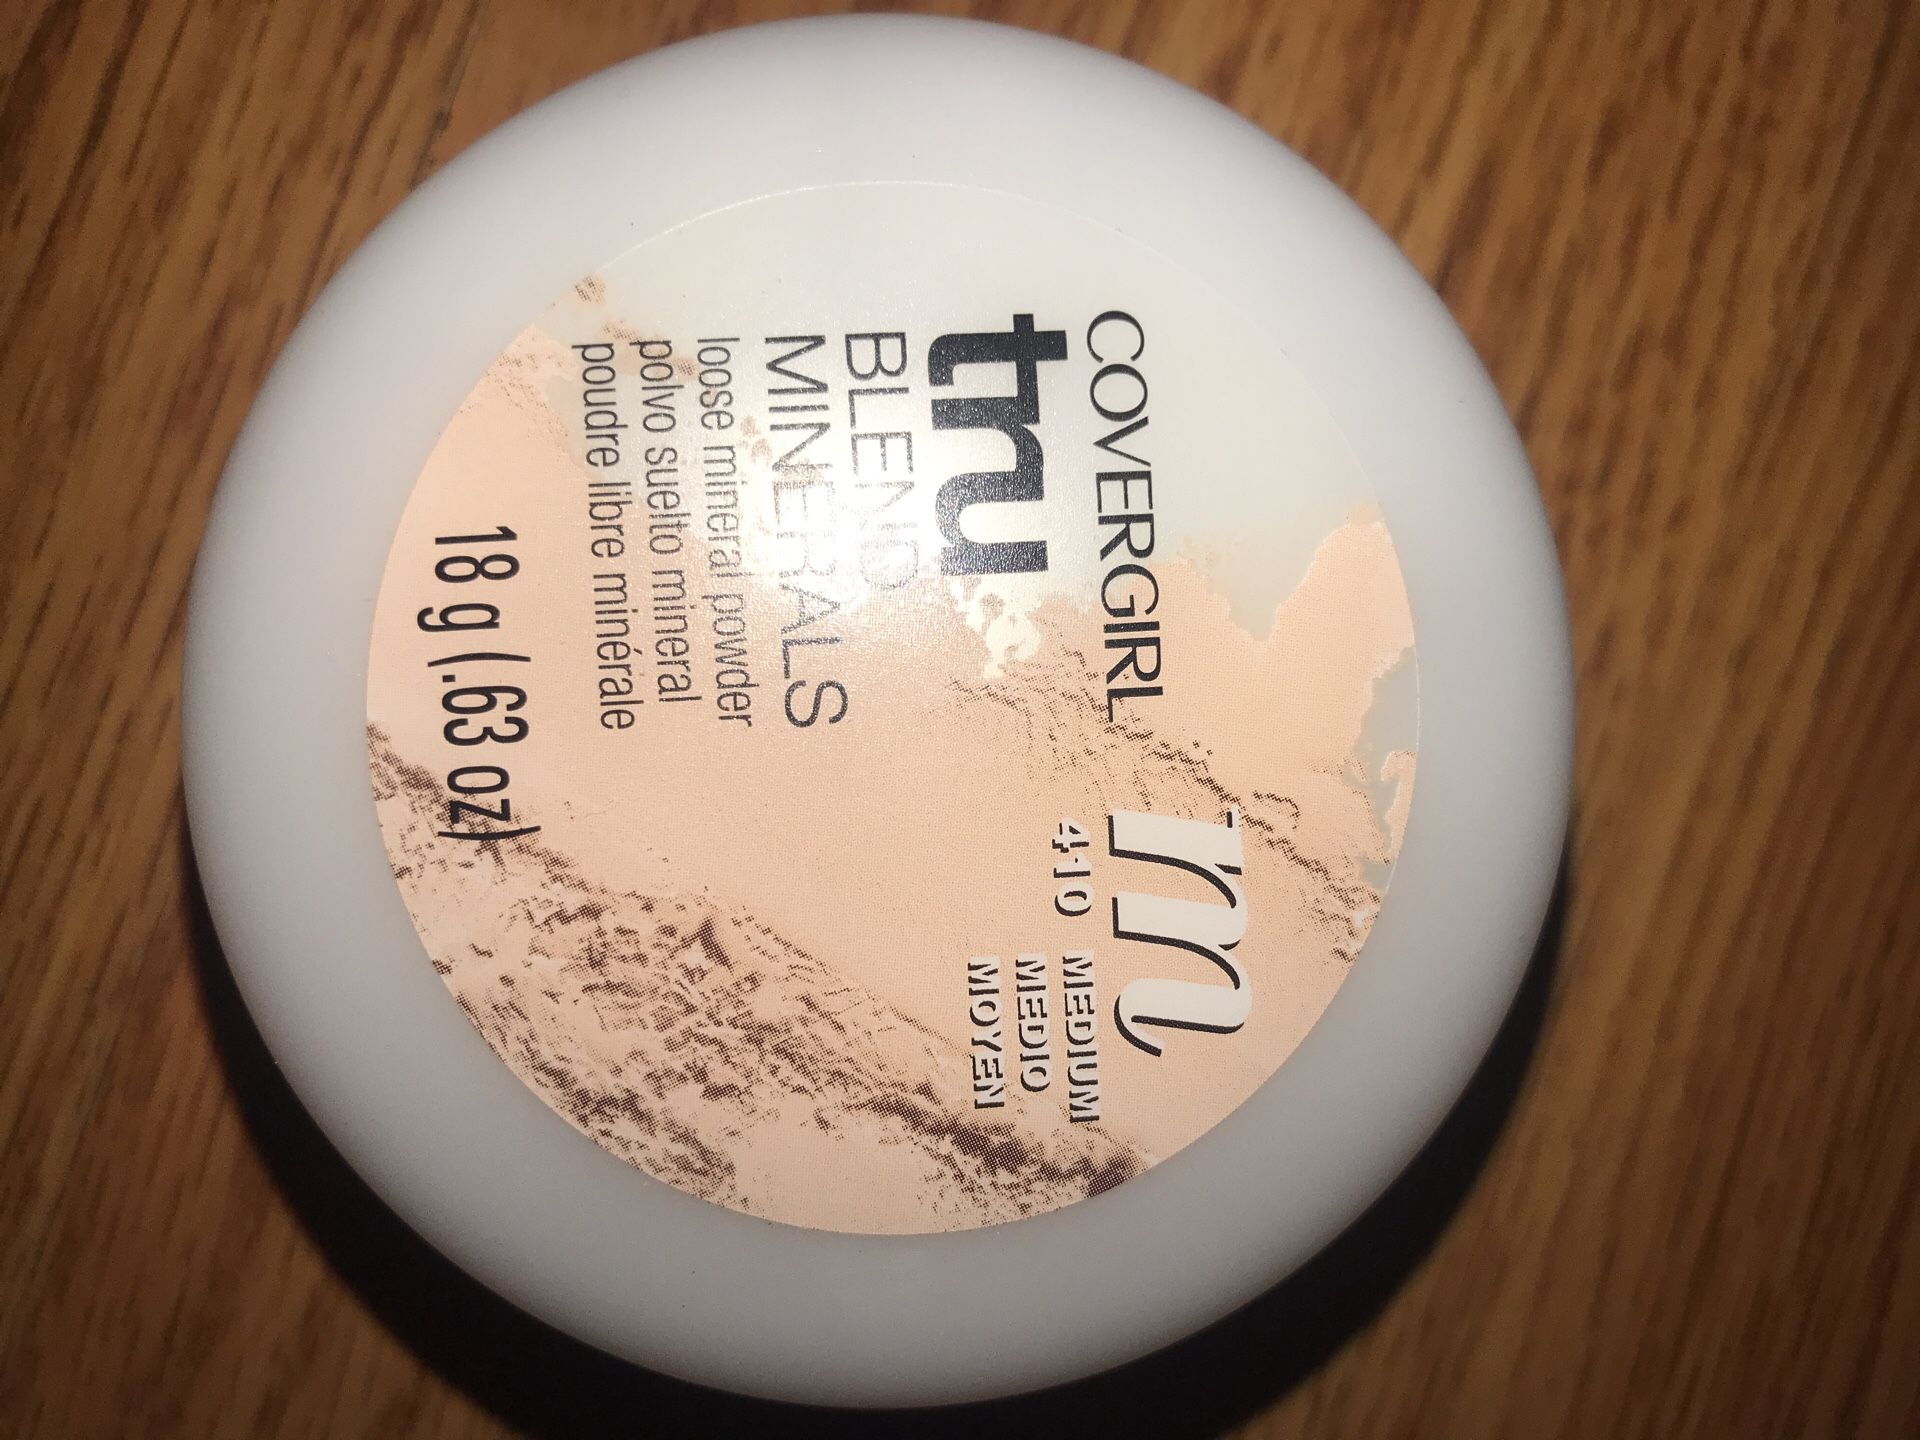 COVERGIRL
tru
BLEND
MINERALS
loose mineral powder
polvo suelto mineral
poudre libre minérale
18 g (.63 oz)
m
410 MEDIUM
MEDIO
MOYEN